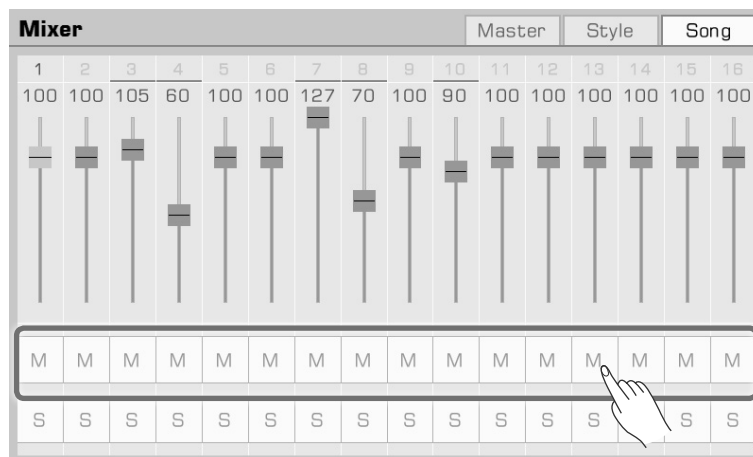 Mixer Master Style Song
1 2 3 4 5 6 7 8 9 10 11 12 13 14 15 16
100 100 105 60 100 100 127 70 100 90 100 100 100 100 100 100
M M M M M M M M M M M M M M M M
S S S S S S S S S S S S S S S